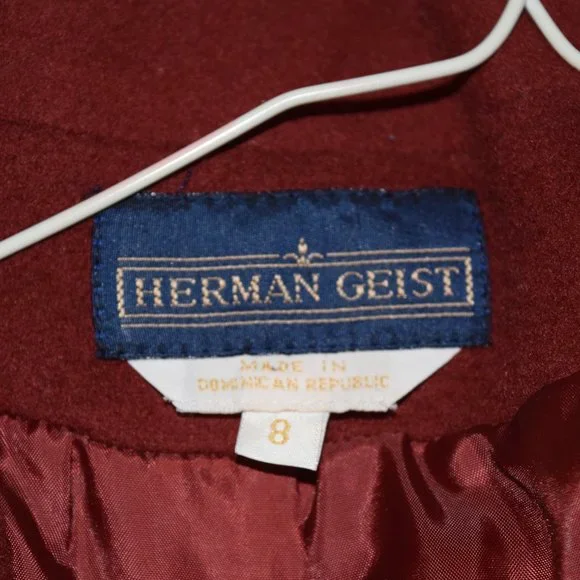 HERMAN GEIST
MADE IN
DOMINICAN REPUBLIC
8